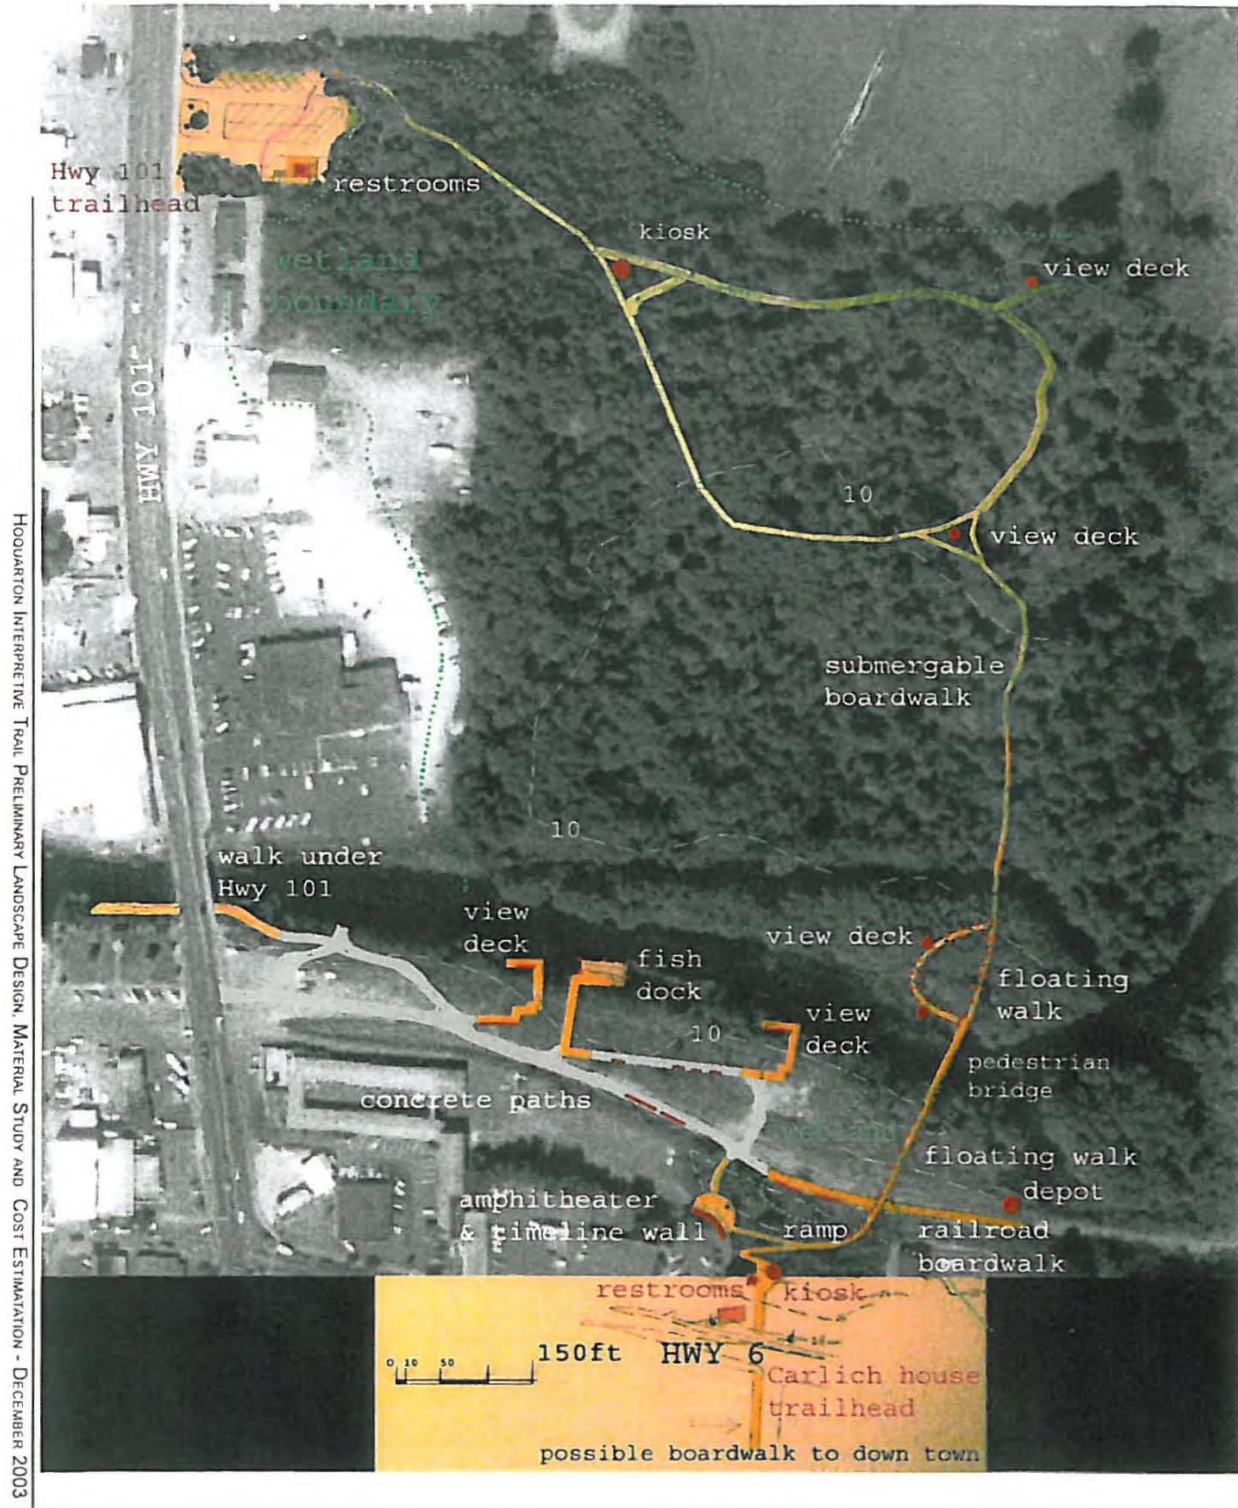 Hwy 101
trailhead
restrooms
wetland
boundary
kiosk
view deck
HWY 101
10
view deck
submergable
boardwalk
10
walk under
Hwy 101
view
deck
fish
dock
view deck
floating
walk
view
deck
10
pedestrian
bridge
concrete paths
wetland
floating walk
depot
amphitheater
& timeline wall
ramp
railroad
boardwalk
restrooms
kiosk
0 10 50 150ft
HWY 6
Carlich house
trailhead
possible boardwalk to down town
HOQUARTON INTERPRETIVE TRAIL PRELIMINARY LANDSCAPE DESIGN, MATERIAL STUDY AND COST ESTIMATATION - DECEMBER 2003